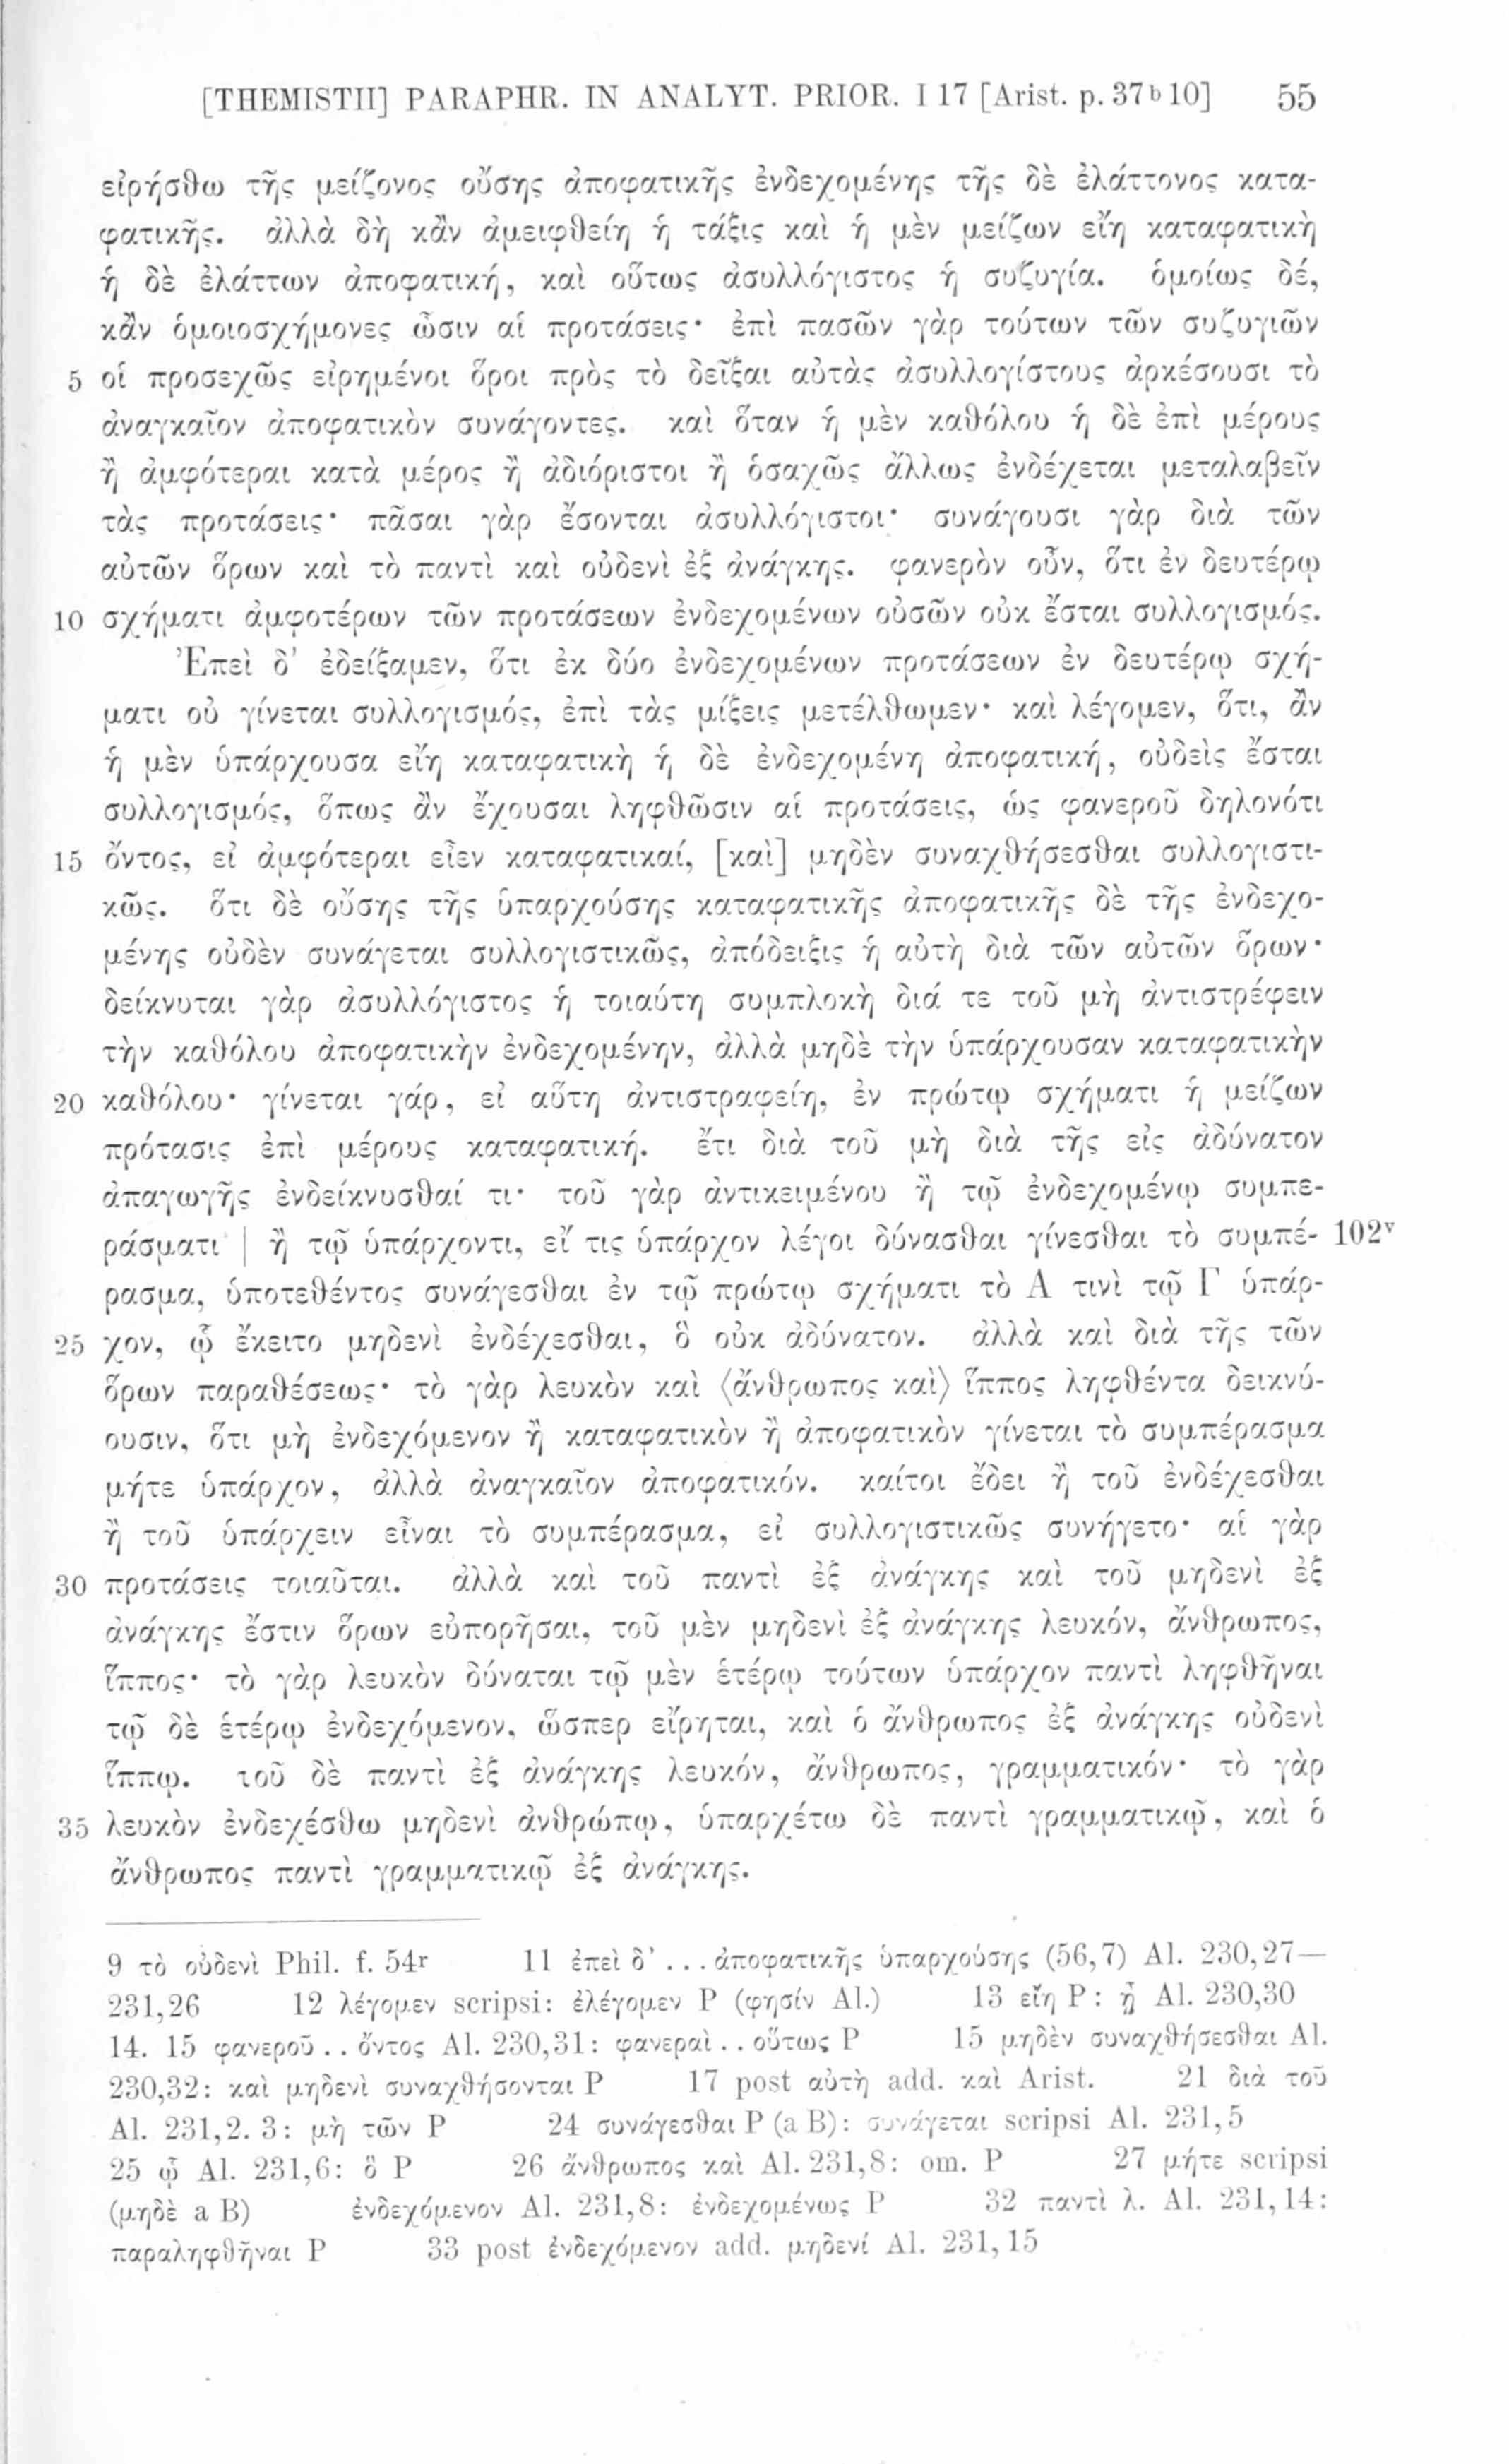 [THEMISTII] PARAPHR. IN ANALYT. PRIOR. I 17 [Arist. p. 37ᵇ10] 55
εἰρήσθω τῆς μείζονος οὔσης ἀποφατικῆς ἐνδεχομένης τῆς δὲ ἐλάττονος κατα-
φατικῆς. ἀλλὰ δὴ κἂν ἀμειφθείη ἡ τάξις καὶ ἡ μὲν μείζων εἴη καταφατικὴ
ἡ δὲ ἐλάττων ἀποφατική, καὶ οὕτως ἀσυλλόγιστος ἡ συζυγία. ὁμοίως δέ,
κἂν ὁμοιοσχήμονες ὦσιν αἱ προτάσεις· ἐπὶ πασῶν γὰρ τούτων τῶν συζυγιῶν
5 οἱ προσεχῶς εἰρημένοι ὅροι πρὸς τὸ δεῖξαι αὐτὰς ἀσυλλογίστους ἀρκέσουσι τὸ
ἀναγκαῖον ἀποφατικὸν συνάγοντες. καὶ ὅταν ἡ μὲν καθόλου ἡ δὲ ἐπὶ μέρους
ἢ ἀμφότεραι κατὰ μέρος ἢ ἀδιόριστοι ἢ ὁσαχῶς ἄλλως ἐνδέχεται μεταλαβεῖν
τὰς προτάσεις· πᾶσαι γὰρ ἔσονται ἀσυλλόγιστοι· συνάγουσι γὰρ διὰ τῶν
αὐτῶν ὅρων καὶ τὸ παντὶ καὶ οὐδενὶ ἐξ ἀνάγκης. φανερὸν οὖν, ὅτι ἐν δευτέρῳ
10 σχήματι ἀμφοτέρων τῶν προτάσεων ἐνδεχομένων οὐσῶν οὐκ ἔσται συλλογισμός.
Ἐπεὶ δ’ ἐδείξαμεν, ὅτι ἐκ δύο ἐνδεχομένων προτάσεων ἐν δευτέρῳ σχή-
ματι οὐ γίνεται συλλογισμός, ἐπὶ τὰς μίξεις μετέλθωμεν· καὶ λέγομεν, ὅτι, ἂν
ἡ μὲν ὑπάρχουσα εἴη καταφατικὴ ἡ δὲ ἐνδεχομένη ἀποφατική, οὐδεὶς ἔσται
συλλογισμός, ὅπως ἂν ἔχουσαι ληφθῶσιν αἱ προτάσεις, ὡς φανεροῦ δηλονότι
15 ὄντος, εἰ ἀμφότεραι εἶεν καταφατικαί, [καὶ] μηδὲν συναχθήσεσθαι συλλογιστι-
κῶς. ὅτι δὲ οὔσης τῆς ὑπαρχούσης καταφατικῆς ἀποφατικῆς δὲ τῆς ἐνδεχο-
μένης οὐδὲν συνάγεται συλλογιστικῶς, ἀπόδειξις ἡ αὐτὴ διὰ τῶν αὐτῶν ὅρων·
δείκνυται γὰρ ἀσυλλόγιστος ἡ τοιαύτη συμπλοκὴ διά τε τοῦ μὴ ἀντιστρέφειν
τὴν καθόλου ἀποφατικὴν ἐνδεχομένην, ἀλλὰ μηδὲ τὴν ὑπάρχουσαν καταφατικὴν
20 καθόλου· γίνεται γάρ, εἰ αὕτη ἀντιστραφείη, ἐν πρώτῳ σχήματι ἡ μείζων
πρότασις ἐπὶ μέρους καταφατική. ἔτι διὰ τοῦ μὴ διὰ τῆς εἰς ἀδύνατον
ἀπαγωγῆς ἐνδείκνυσθαί τι· τοῦ γὰρ ἀντικειμένου ἢ τῷ ἐνδεχομένῳ συμπε-
ράσματι | ἢ τῷ ὑπάρχοντι, εἴ τις ὑπάρχον λέγοι δύνασθαι γίνεσθαι τὸ συμπέ- 102ᵛ
ρασμα, ὑποτεθέντος συνάγεσθαι ἐν τῷ πρώτῳ σχήματι τὸ Α τινὶ τῷ Γ ὑπάρ-
25 χον, ᾧ ἔκειτο μηδενὶ ἐνδέχεσθαι, ὃ οὐκ ἀδύνατον. ἀλλὰ καὶ διὰ τῆς τῶν
ὅρων παραθέσεως· τὸ γὰρ λευκὸν καὶ ⟨ἄνθρωπος καὶ⟩ ἵππος ληφθέντα δεικνύ-
ουσιν, ὅτι μὴ ἐνδεχόμενον ἢ καταφατικὸν ἢ ἀποφατικὸν γίνεται τὸ συμπέρασμα
μήτε ὑπάρχον, ἀλλὰ ἀναγκαῖον ἀποφατικόν. καίτοι ἔδει ἢ τοῦ ἐνδέχεσθαι
ἢ τοῦ ὑπάρχειν εἶναι τὸ συμπέρασμα, εἰ συλλογιστικῶς συνήγετο· αἱ γὰρ
30 προτάσεις τοιαῦται. ἀλλὰ καὶ τοῦ παντὶ ἐξ ἀνάγκης καὶ τοῦ μηδενὶ ἐξ
ἀνάγκης ἔστιν ὅρων εὐπορῆσαι, τοῦ μὲν μηδενὶ ἐξ ἀνάγκης λευκόν, ἄνθρωπος,
ἵππος· τὸ γὰρ λευκὸν δύναται τῷ μὲν ἑτέρῳ τούτων ὑπάρχον παντὶ ληφθῆναι
τῷ δὲ ἑτέρῳ ἐνδεχόμενον, ὥσπερ εἴρηται, καὶ ὁ ἄνθρωπος ἐξ ἀνάγκης οὐδενὶ
ἵππῳ. τοῦ δὲ παντὶ ἐξ ἀνάγκης λευκόν, ἄνθρωπος, γραμματικόν· τὸ γὰρ
35 λευκὸν ἐνδεχέσθω μηδενὶ ἀνθρώπῳ, ὑπαρχέτω δὲ παντὶ γραμματικῷ, καὶ ὁ
ἄνθρωπος παντὶ γραμματικῷ ἐξ ἀνάγκης.
9 τὸ οὐδενὶ Phil. f. 54r 11 ἐπεὶ δ’ ... ἀποφατικῆς ὑπαρχούσης (56,7) Al. 230,27—
231,26 12 λέγομεν scripsi: ἐλέγομεν P (φησίν Al.) 13 εἴη P: ᾖ Al. 230,30
14. 15 φανεροῦ .. ὄντος Al. 230,31: φανεραὶ .. οὕτως P 15 μηδὲν συναχθήσεσθαι Al.
230,32: καὶ μηδενὶ συναχθήσονται P 17 post αὐτὴ add. καὶ Arist. 21 διὰ τοῦ
Al. 231,2. 3: μὴ τῶν P 24 συνάγεσθαι P (a B): συνάγεται scripsi Al. 231,5
25 ᾧ Al. 231,6: ὃ P 26 ἄνθρωπος καὶ Al. 231,8: om. P 27 μήτε scripsi
(μηδὲ a B) ἐνδεχόμενον Al. 231,8: ἐνδεχομένως P 32 παντὶ λ. Al. 231,14:
παραληφθῆναι P 33 post ἐνδεχόμενον add. μηδενί Al. 231,15